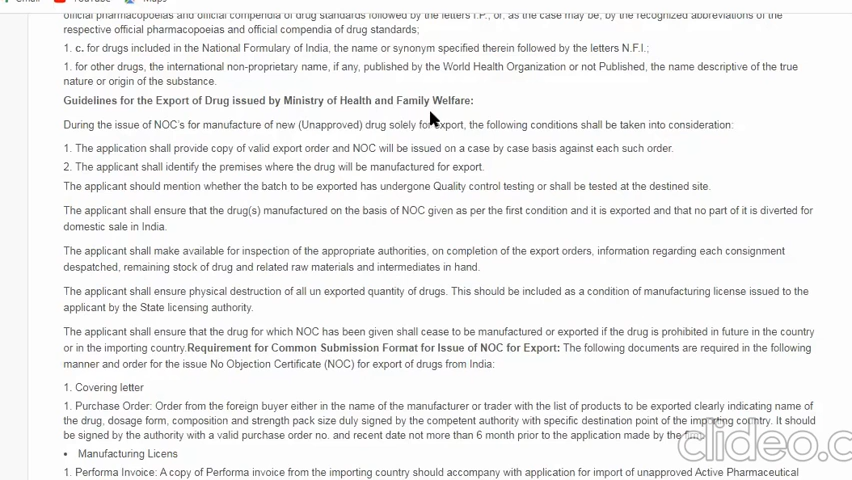 Gmail YouTube Maps
official pharmacopoeias and official compendia of drug standards followed by the letters I.P., or, as the case may be, by the recognized abbreviations of the
respective official pharmacopoeias and official compendia of drug standards;
1. c. for drugs included in the National Formulary of India, the name or synonym specified therein followed by the letters N.F.I.;
1. for other drugs, the international non-proprietary name, if any, published by the World Health Organization or not Published, the name descriptive of the true
nature or origin of the substance.
Guidelines for the Export of Drug issued by Ministry of Health and Family Welfare:
During the issue of NOC's for manufacture of new (Unapproved) drug solely for export, the following conditions shall be taken into consideration:
1. The application shall provide copy of valid export order and NOC will be issued on a case by case basis against each such order.
2. The applicant shall identify the premises where the drug will be manufactured for export.
The applicant should mention whether the batch to be exported has undergone Quality control testing or shall be tested at the destined site.
The applicant shall ensure that the drug(s) manufactured on the basis of NOC given as per the first condition and it is exported and that no part of it is diverted for
domestic sale in India.
The applicant shall make available for inspection of the appropriate authorities, on completion of the export orders, information regarding each consignment
despatched, remaining stock of drug and related raw materials and intermediates in hand.
The applicant shall ensure physical destruction of all un exported quantity of drugs. This should be included as a condition of manufacturing license issued to the
applicant by the State licensing authority.
The applicant shall ensure that the drug for which NOC has been given shall cease to be manufactured or exported if the drug is prohibited in future in the country
or in the importing country.Requirement for Common Submission Format for Issue of NOC for Export: The following documents are required in the following
manner and order for the issue No Objection Certificate (NOC) for export of drugs from India:
1. Covering letter
1. Purchase Order: Order from the foreign buyer either in the name of the manufacturer or trader with the list of products to be exported clearly indicating name of
the drug, dosage form, composition and strength pack size duly signed by the competent authority with specific destination point of the importing country. It should
be signed by the authority with a valid purchase order no. and recent date not more than 6 month prior to the application made by the firm.
clideo.co
• Manufacturing Licens
1. Performa Invoice: A copy of Performa invoice from the importing country should accompany with application for import of unapproved Active Pharmaceutical